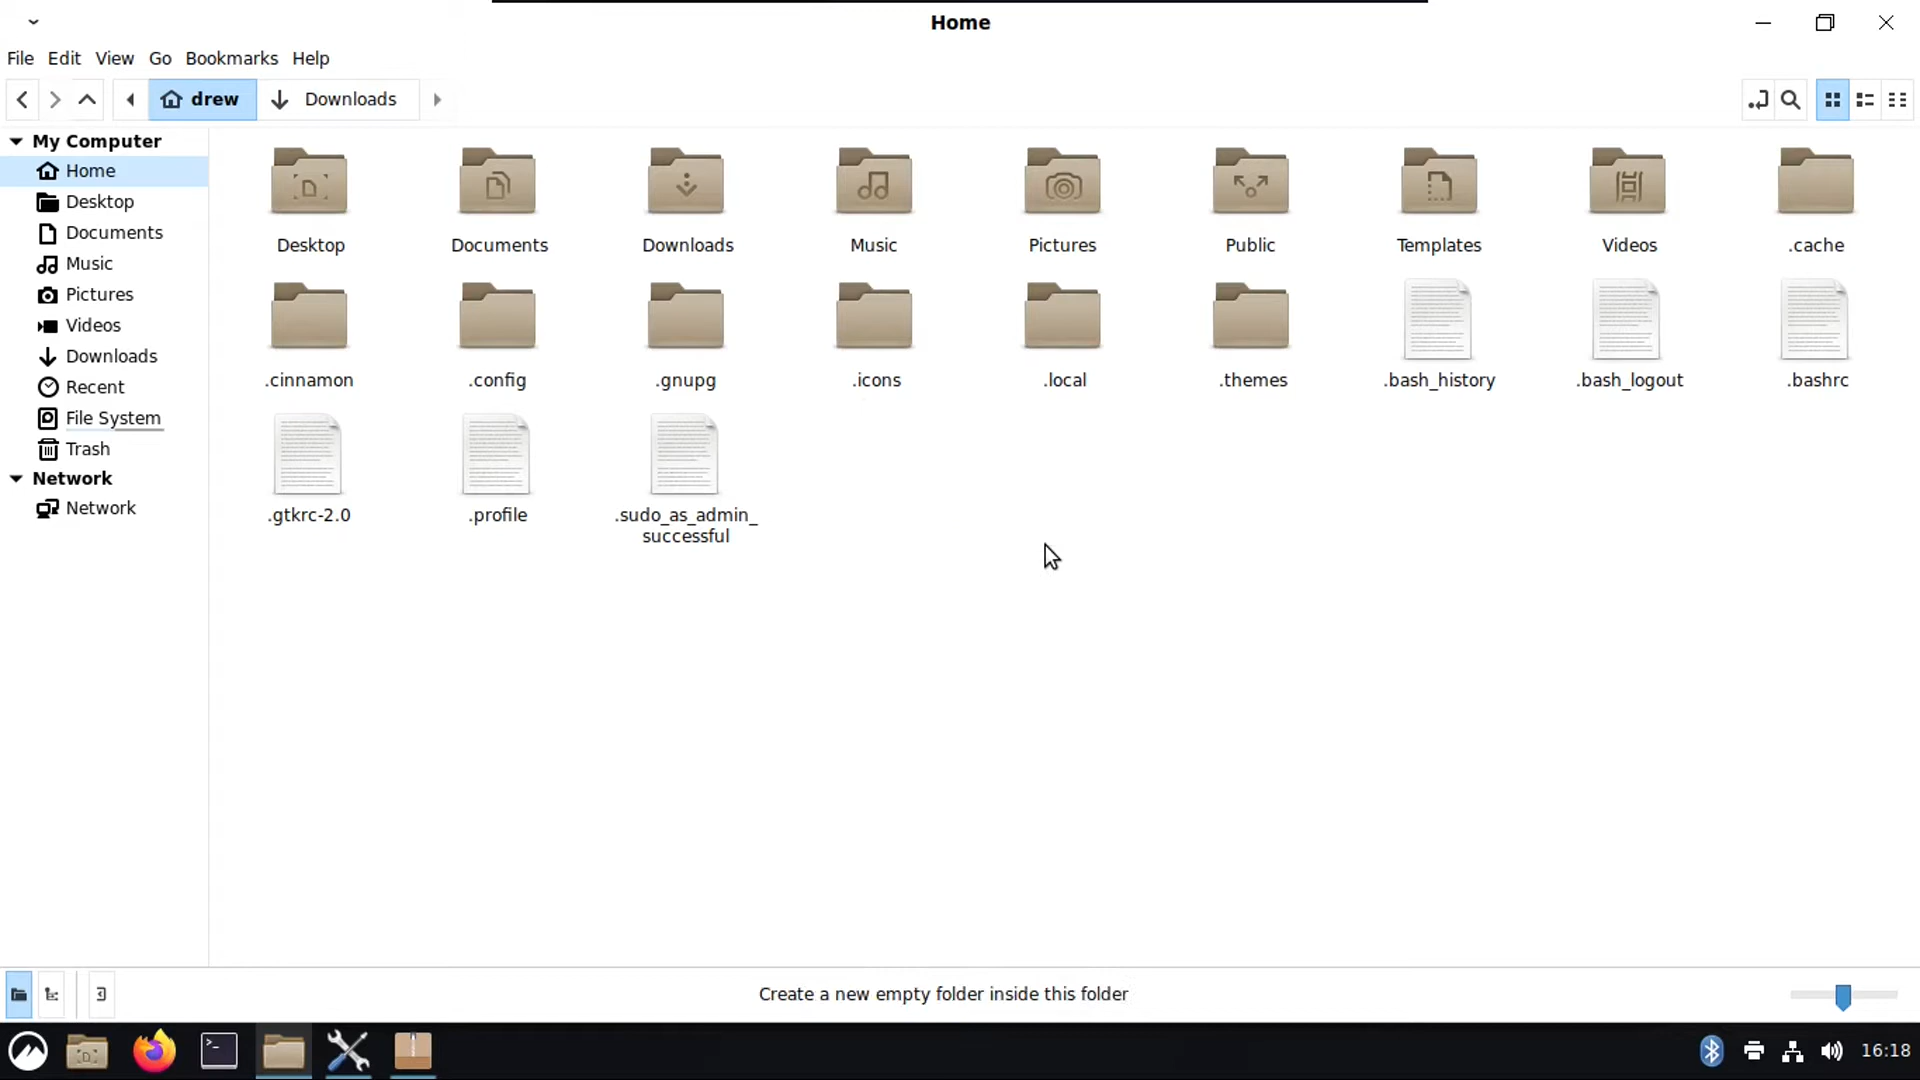 Home
File Edit View Go Bookmarks Help
drew Downloads
My Computer
Home
Desktop
Documents
Music
Pictures
Videos
Downloads
Recent
File System
Trash
Network
Network
Desktop Documents Downloads Music Pictures Public Templates Videos .cache
.cinnamon .config .gnupg .icons .local .themes .bash_history .bash_logout .bashrc
.gtkrc-2.0 .profile .sudo_as_admin_
successful
Create a new empty folder inside this folder
16:18